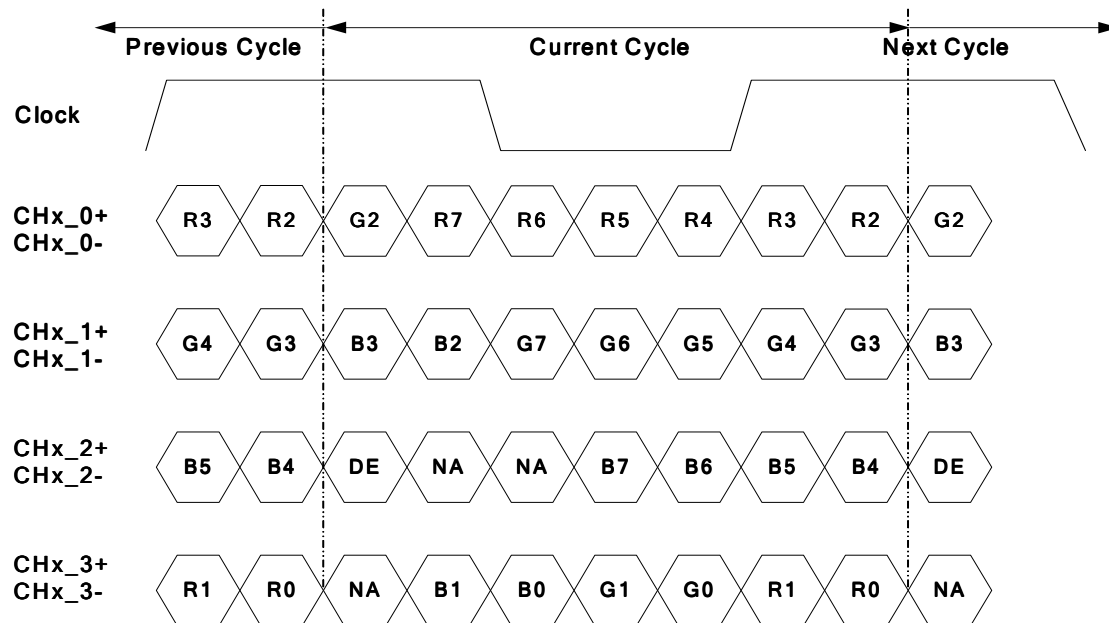 Previous Cycle Current Cycle Next Cycle
Clock
CHx_0+
CHx_0-
R3 R2 G2 R7 R6 R5 R4 R3 R2 G2
CHx_1+
CHx_1-
G4 G3 B3 B2 G7 G6 G5 G4 G3 B3
CHx_2+
CHx_2-
B5 B4 DE NA NA B7 B6 B5 B4 DE
CHx_3+
CHx_3-
R1 R0 NA B1 B0 G1 G0 R1 R0 NA